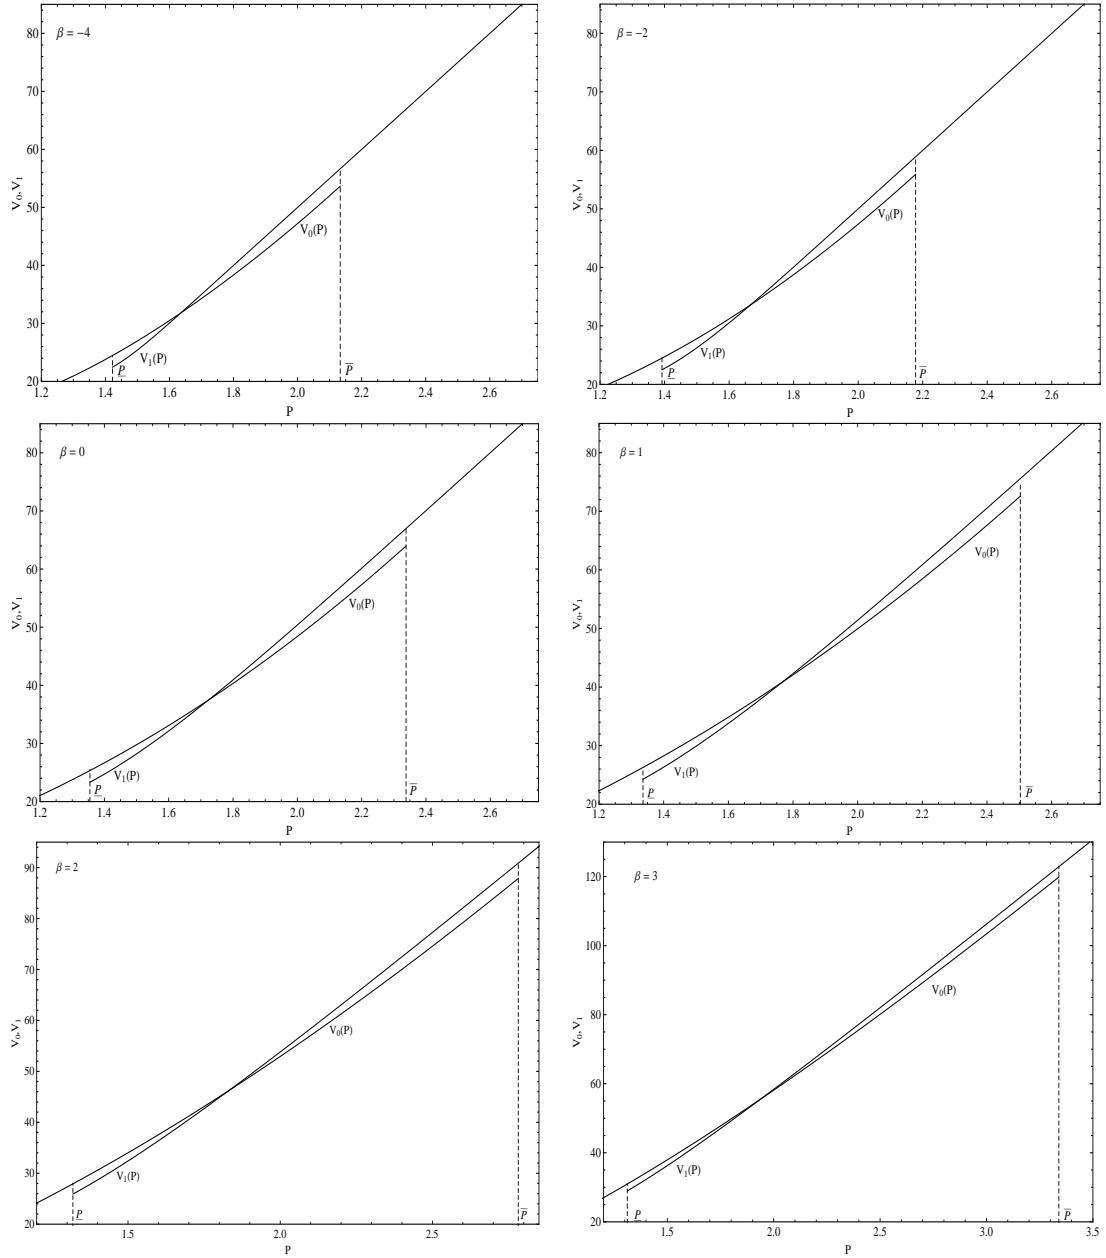 β = −4
V₀, V₁
80
70
60
50
40
30
20
V₀(P)
V₁(P)
P
P̅
1.2 1.4 1.6 1.8 2.0 2.2 2.4 2.6
P
β = −2
V₀, V₁
80
70
60
50
40
30
20
V₀(P)
V₁(P)
P
P̅
1.2 1.4 1.6 1.8 2.0 2.2 2.4 2.6
P
β = 0
V₀, V₁
80
70
60
50
40
30
20
V₀(P)
V₁(P)
P
P̅
1.2 1.4 1.6 1.8 2.0 2.2 2.4 2.6
P
β = 1
V₀, V₁
80
70
60
50
40
30
20
V₀(P)
V₁(P)
P
P̅
1.2 1.4 1.6 1.8 2.0 2.2 2.4 2.6
P
β = 2
V₀, V₁
90
80
70
60
50
40
30
20
V₀(P)
V₁(P)
P
P̅
1.5 2.0 2.5
P
β = 3
V₀, V₁
120
100
80
60
40
20
V₀(P)
V₁(P)
P
P̅
1.5 2.0 2.5 3.0 3.5
P